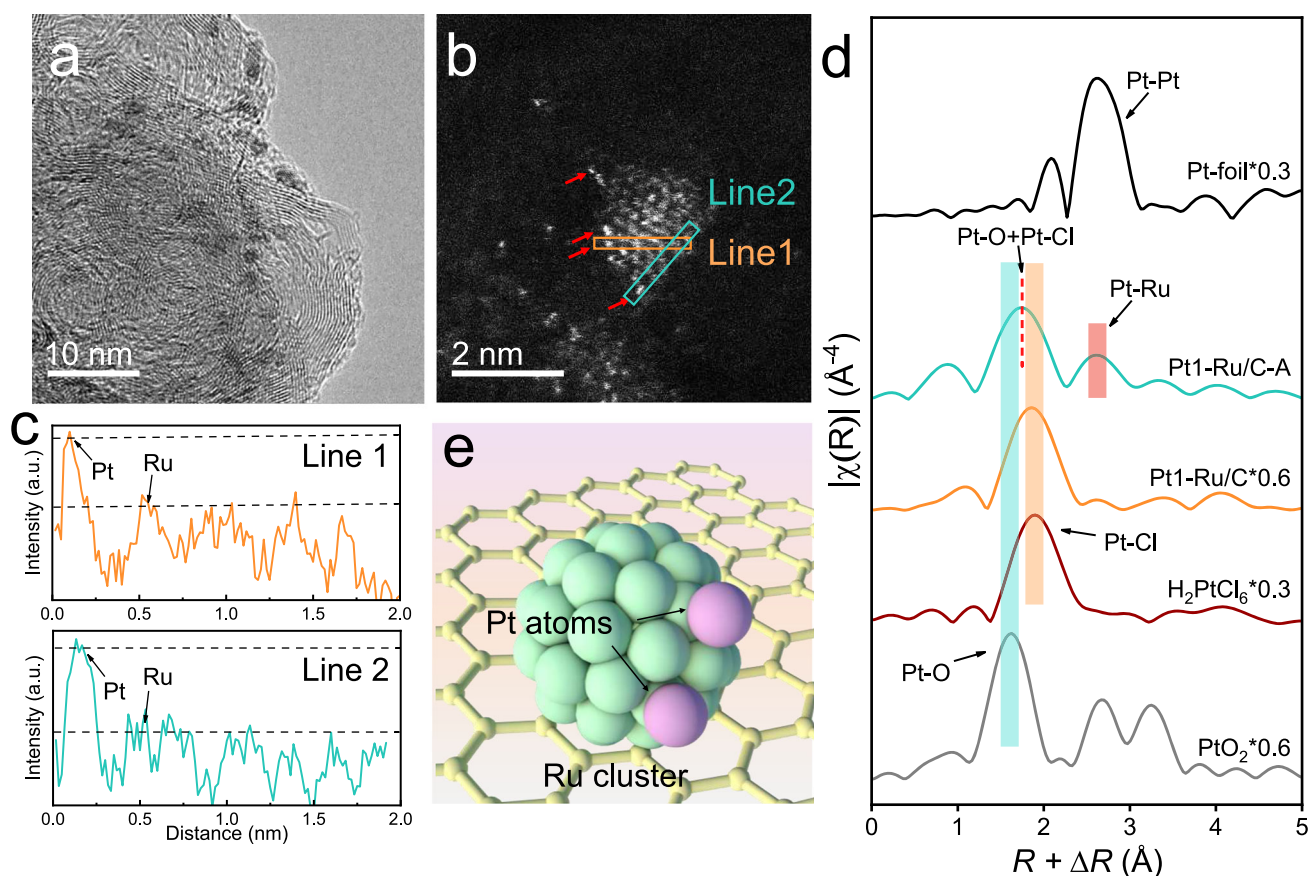 a
10 nm
b
Line2
Line1
2 nm
c
Intensity (a.u.)
Line 1
Pt
Ru
0.0 0.5 1.0 1.5 2.0
Intensity (a.u.)
Line 2
Pt
Ru
0.0 0.5 1.0 1.5 2.0
Distance (nm)
d
Pt-Pt
Pt-foil*0.3
Pt-O+Pt-Cl
Pt-Ru
Pt1-Ru/C-A
Pt1-Ru/C*0.6
Pt-Cl
H₂PtCl₆*0.3
Pt-O
PtO₂*0.6
|χ(R)| (Å⁻⁴)
0 1 2 3 4 5
R + ΔR (Å)
e
Pt atoms
Ru cluster